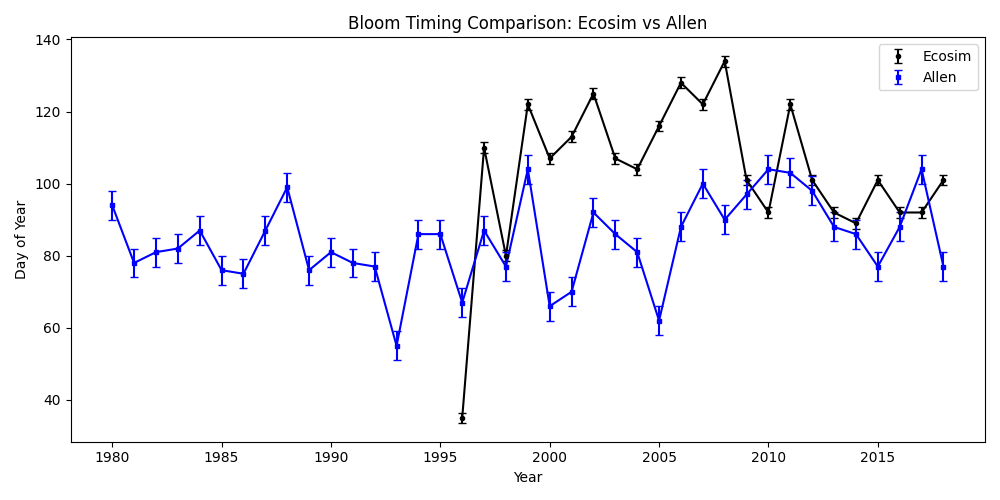 Bloom Timing Comparison: Ecosim vs Allen
Ecosim
Allen
Day of Year
140
120
100
80
60
40
1980
1985
1990
1995
2000
2005
2010
2015
Year